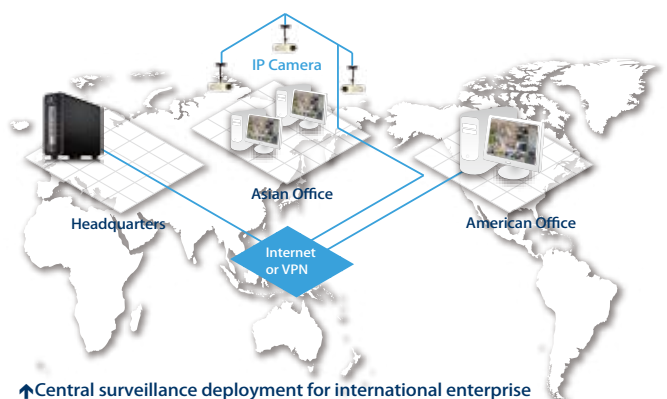 IP Camera
Asian Office
Headquarters
American Office
Internet
or VPN
↑Central surveillance deployment for international enterprise